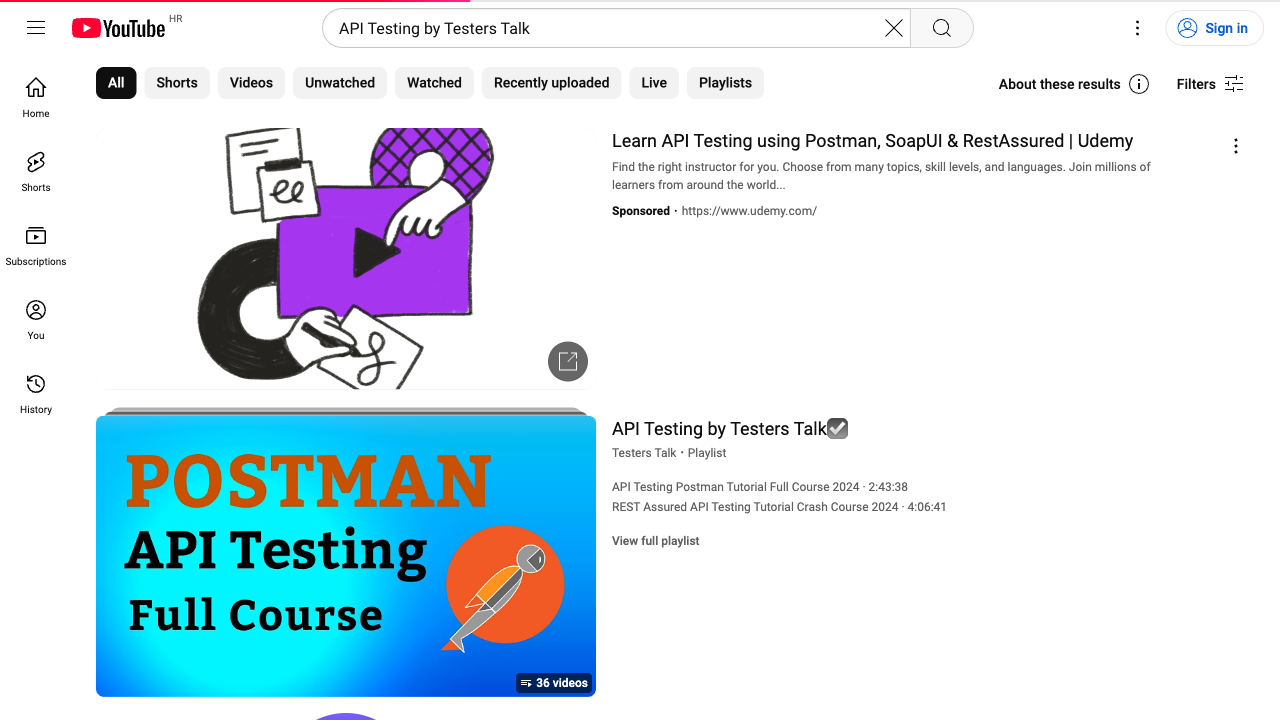 YouTube HR
API Testing by Testers Talk
Sign in
All
Shorts
Videos
Unwatched
Watched
Recently uploaded
Live
Playlists
About these results
Filters
Home
Shorts
Subscriptions
You
History
Learn API Testing using Postman, SoapUI & RestAssured | Udemy
Find the right instructor for you. Choose from many topics, skill levels, and languages. Join millions of
learners from around the world...
Sponsored · https://www.udemy.com/
POSTMAN
API Testing
Full Course
36 videos
API Testing by Testers Talk☑️
Testers Talk · Playlist
API Testing Postman Tutorial Full Course 2024 · 2:43:38
REST Assured API Testing Tutorial Crash Course 2024 · 4:06:41
View full playlist